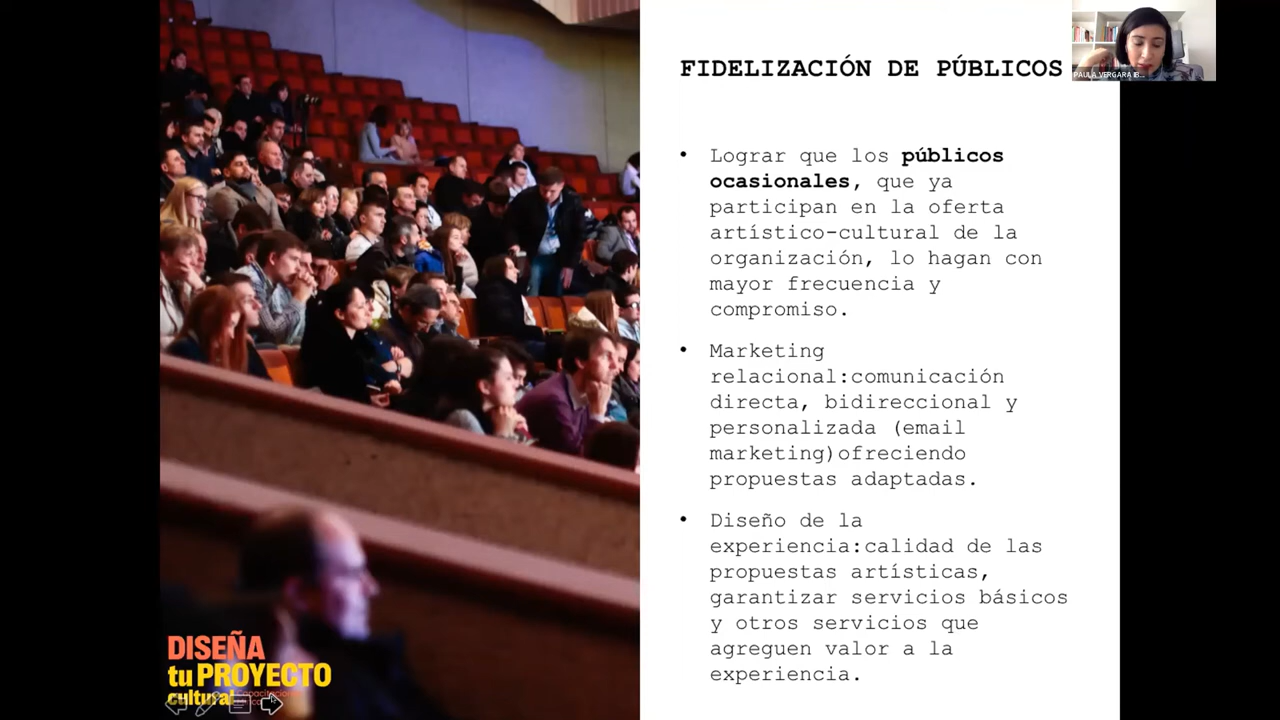 FIDELIZACIÓN DE PÚBLICOS
PAULA VERGARA B...
• Lograr que los públicos
ocasionales, que ya
participan en la oferta
artístico-cultural de la
organización, lo hagan con
mayor frecuencia y
compromiso.
• Marketing
relacional:comunicación
directa, bidireccional y
personalizada (email
marketing)ofreciendo
propuestas adaptadas.
• Diseño de la
experiencia:calidad de las
propuestas artísticas,
garantizar servicios básicos
y otros servicios que
agreguen valor a la
experiencia.
DISEÑA
tu PROYECTO
cultural